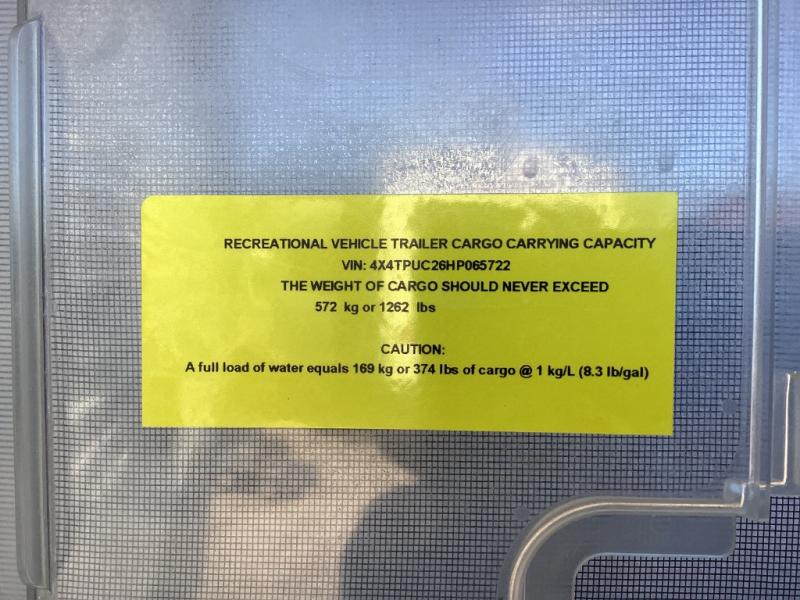 RECREATIONAL VEHICLE TRAILER CARGO CARRYING CAPACITY
VIN: 4X4TPUC26HP065722
THE WEIGHT OF CARGO SHOULD NEVER EXCEED
572 kg or 1262 lbs
CAUTION:
A full load of water equals 169 kg or 374 lbs of cargo @ 1 kg/L (8.3 lb/gal)